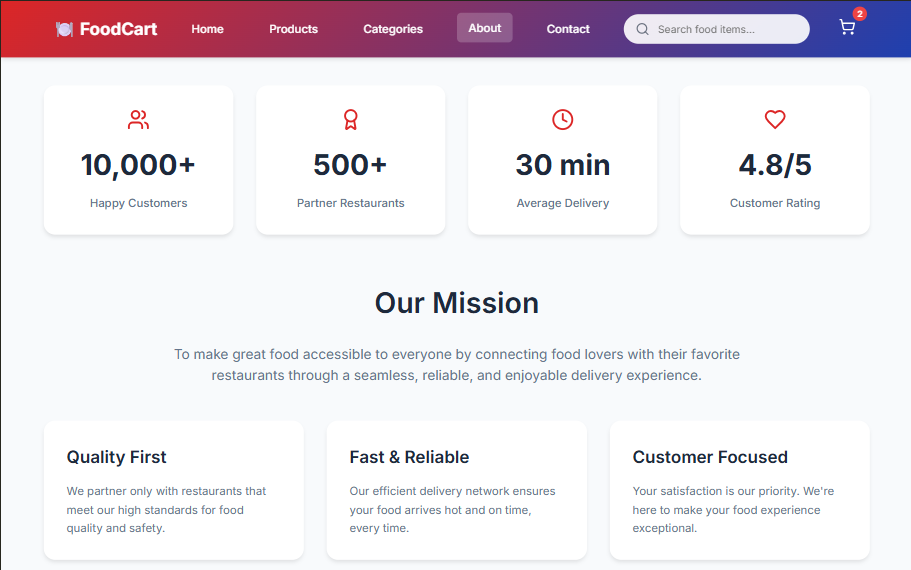 FoodCart Home Products Categories About Contact Search food items... 2
10,000+ 500+ 30 min 4.8/5
Happy Customers Partner Restaurants Average Delivery Customer Rating
Our Mission
To make great food accessible to everyone by connecting food lovers with their favorite
restaurants through a seamless, reliable, and enjoyable delivery experience.
Quality First
We partner only with restaurants that
meet our high standards for food
quality and safety.
Fast & Reliable
Our efficient delivery network ensures
your food arrives hot and on time,
every time.
Customer Focused
Your satisfaction is our priority. We're
here to make your food experience
exceptional.